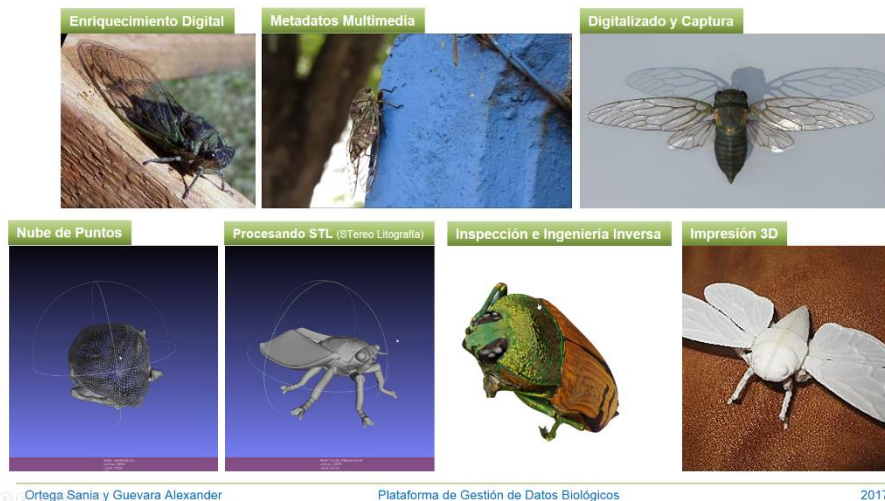 Enriquecimiento Digital
Metadatos Multimedia
Digitalizado y Captura
Nube de Puntos
Procesando STL (STereo Litografía)
Inspección e Ingeniería Inversa
Impresión 3D
Ortega Sania y Guevara Alexander
Plataforma de Gestión de Datos Biológicos
2017